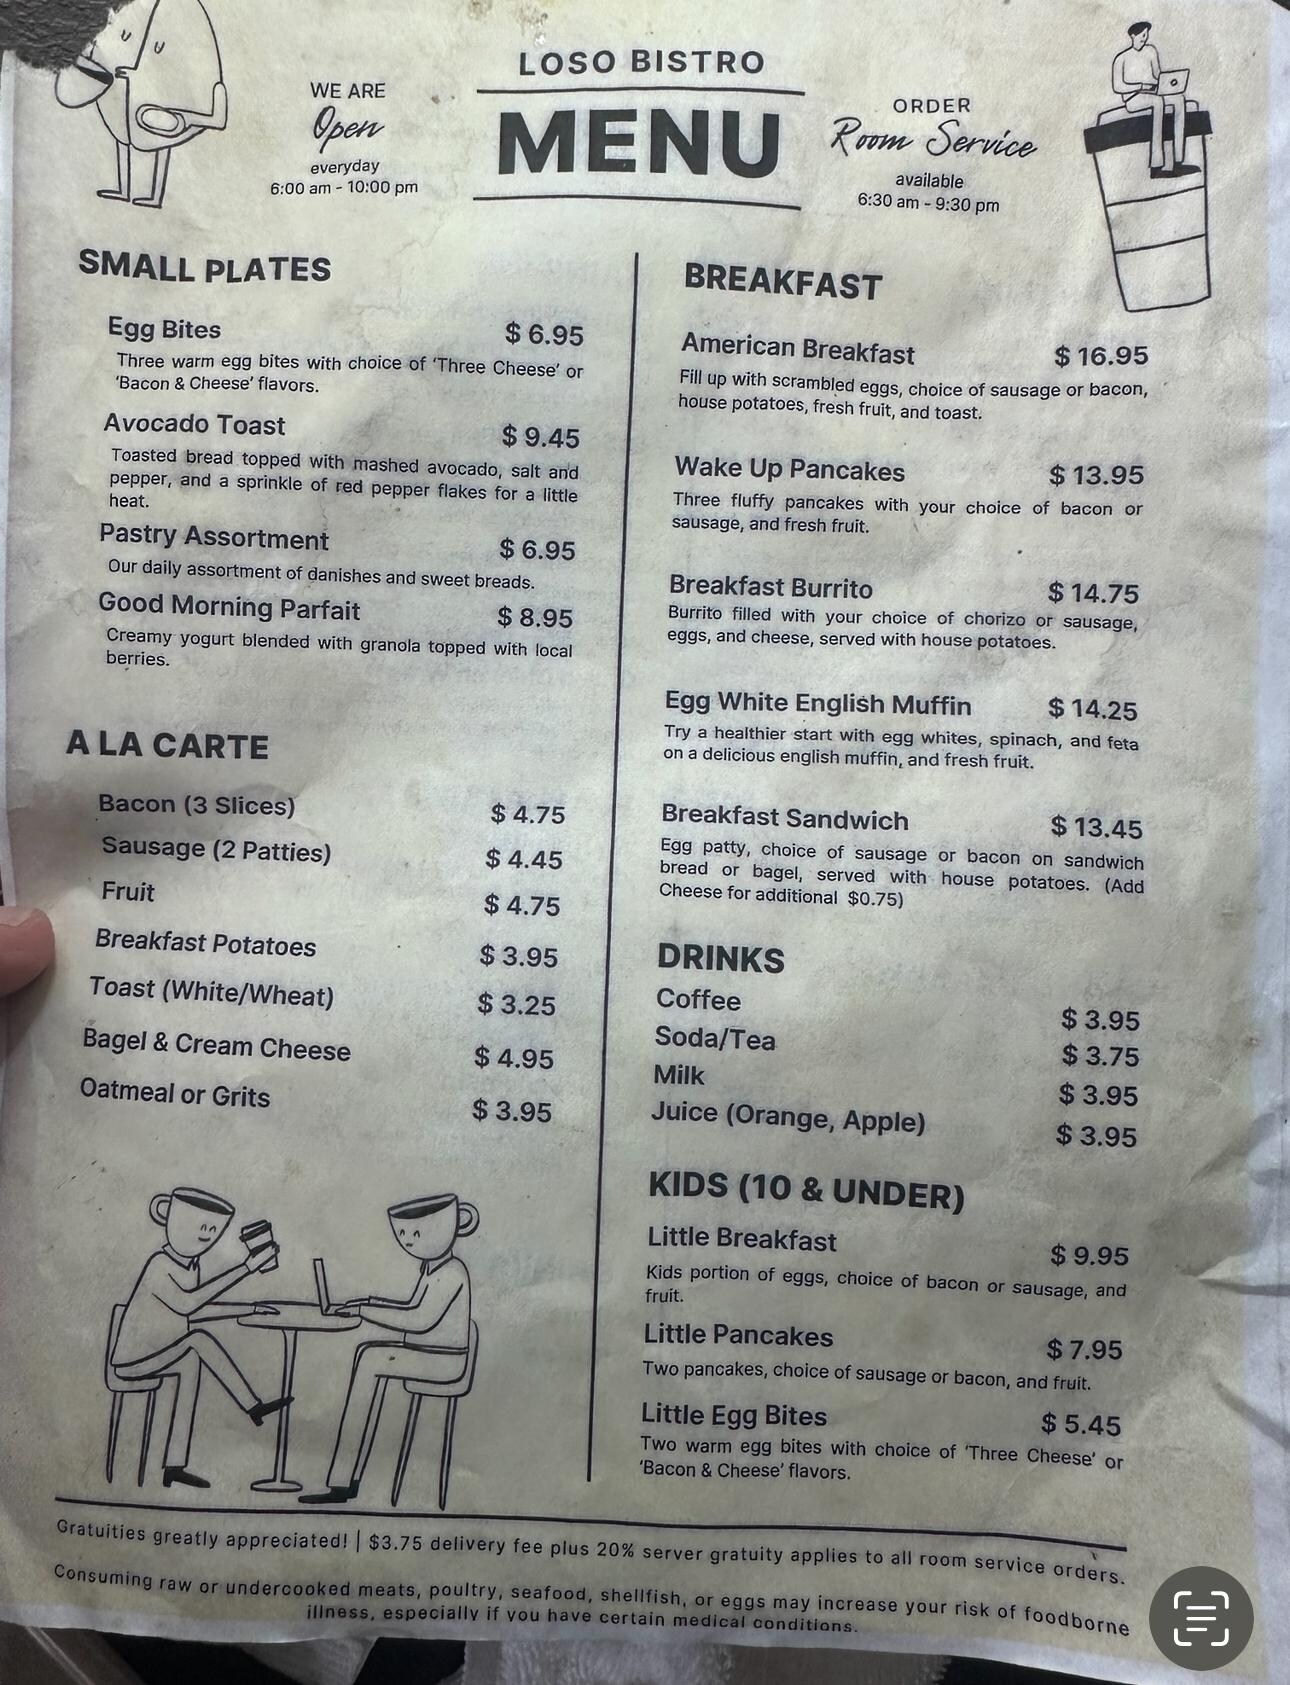 LOSO BISTRO
MENU
WE ARE
Open
everyday
6:00 am - 10:00 pm
ORDER
Room Service
available
6:30 am - 9:30 pm
SMALL PLATES
Egg Bites $ 6.95
Three warm egg bites with choice of 'Three Cheese' or
'Bacon & Cheese' flavors.
Avocado Toast $ 9.45
Toasted bread topped with mashed avocado, salt and
pepper, and a sprinkle of red pepper flakes for a little
heat.
Pastry Assortment $ 6.95
Our daily assortment of danishes and sweet breads.
Good Morning Parfait $ 8.95
Creamy yogurt blended with granola topped with local
berries.
A LA CARTE
Bacon (3 Slices) $ 4.75
Sausage (2 Patties) $ 4.45
Fruit $ 4.75
Breakfast Potatoes $ 3.95
Toast (White/Wheat) $ 3.25
Bagel & Cream Cheese $ 4.95
Oatmeal or Grits $ 3.95
BREAKFAST
American Breakfast $ 16.95
Fill up with scrambled eggs, choice of sausage or bacon,
house potatoes, fresh fruit, and toast.
Wake Up Pancakes $ 13.95
Three fluffy pancakes with your choice of bacon or
sausage, and fresh fruit.
Breakfast Burrito $ 14.75
Burrito filled with your choice of chorizo or sausage,
eggs, and cheese, served with house potatoes.
Egg White English Muffin $ 14.25
Try a healthier start with egg whites, spinach, and feta
on a delicious english muffin, and fresh fruit.
Breakfast Sandwich $ 13.45
Egg patty, choice of sausage or bacon on sandwich
bread or bagel, served with house potatoes. (Add
Cheese for additional $0.75)
DRINKS
Coffee $ 3.95
Soda/Tea $ 3.75
Milk $ 3.95
Juice (Orange, Apple) $ 3.95
KIDS (10 & UNDER)
Little Breakfast $ 9.95
Kids portion of eggs, choice of bacon or sausage, and
fruit.
Little Pancakes $ 7.95
Two pancakes, choice of sausage or bacon, and fruit.
Little Egg Bites $ 5.45
Two warm egg bites with choice of 'Three Cheese' or
'Bacon & Cheese' flavors.
Gratuities greatly appreciated! | $3.75 delivery fee plus 20% server gratuity applies to all room service orders.
Consuming raw or undercooked meats, poultry, seafood, shellfish, or eggs may increase your risk of foodborne
illness, especially if you have certain medical conditions.